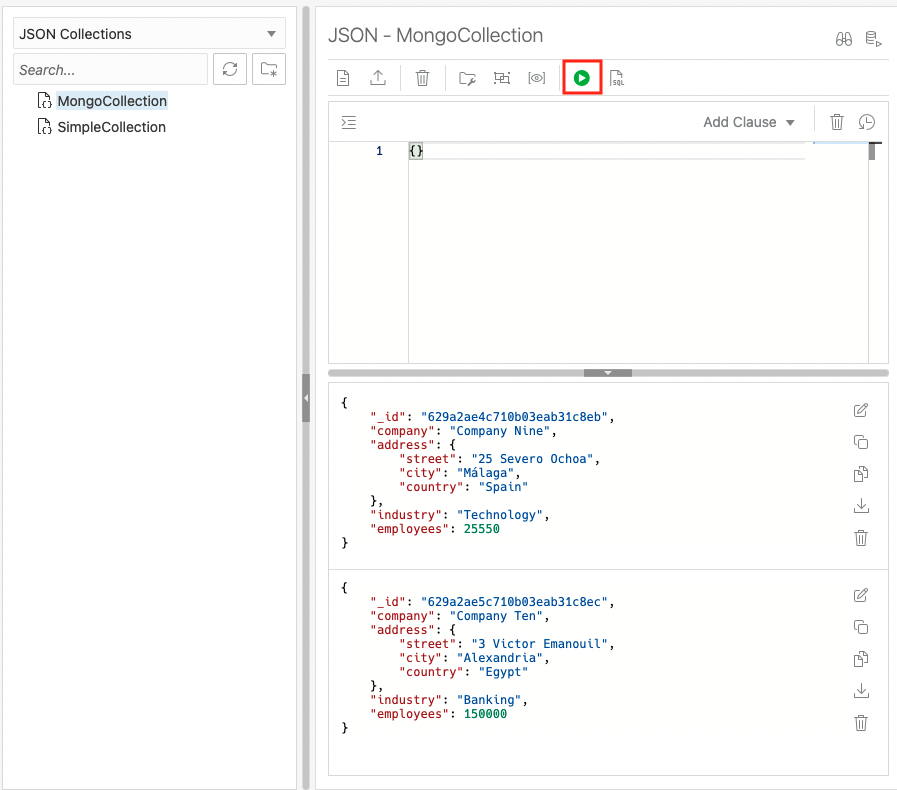 JSON Collections
Search...
MongoCollection
SimpleCollection
JSON - MongoCollection
SQL
Add Clause
1 {}
{
    "_id": "629a2ae4c710b03eab31c8eb",
    "company": "Company Nine",
    "address": {
        "street": "25 Severo Ochoa",
        "city": "Málaga",
        "country": "Spain"
    },
    "industry": "Technology",
    "employees": 25550
}
{
    "_id": "629a2ae5c710b03eab31c8ec",
    "company": "Company Ten",
    "address": {
        "street": "3 Victor Emanouil",
        "city": "Alexandria",
        "country": "Egypt"
    },
    "industry": "Banking",
    "employees": 150000
}